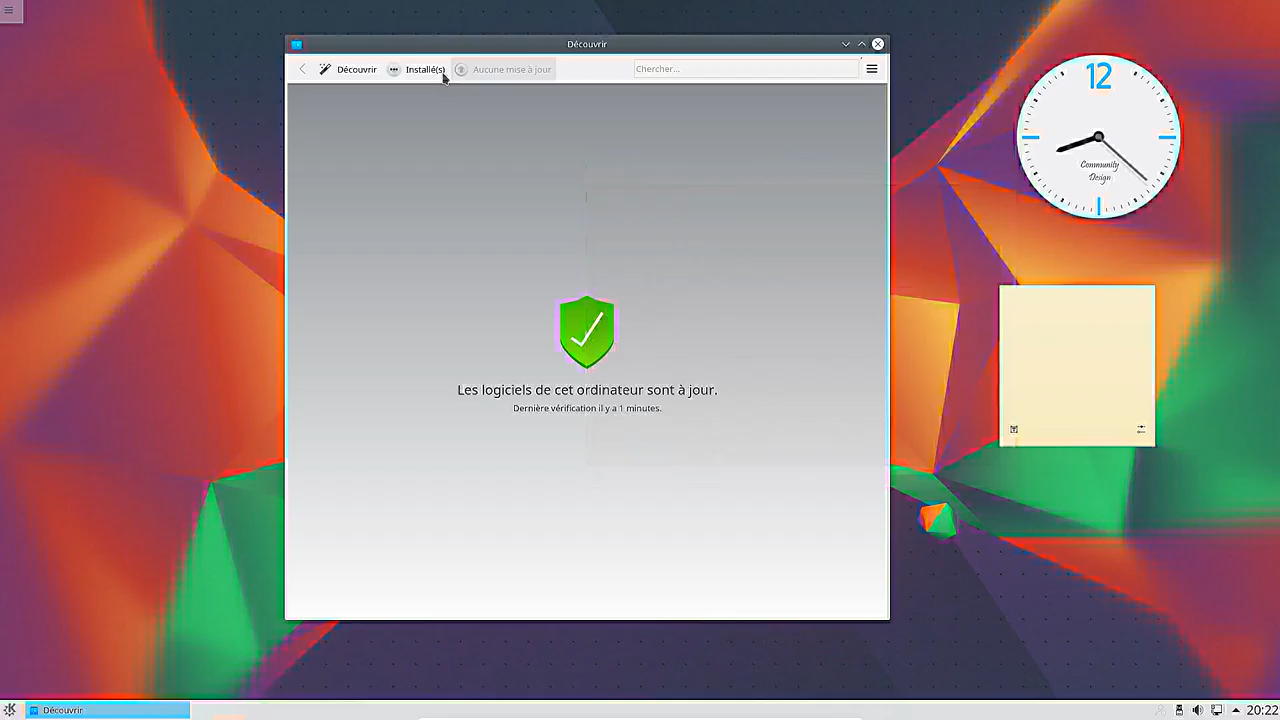 Découvrir
Découvrir
Installé(s)
Aucune mise à jour
Chercher...
12
Community
Design
Les logiciels de cet ordinateur sont à jour.
Dernière vérification il y a 1 minutes.
Découvrir
20:22